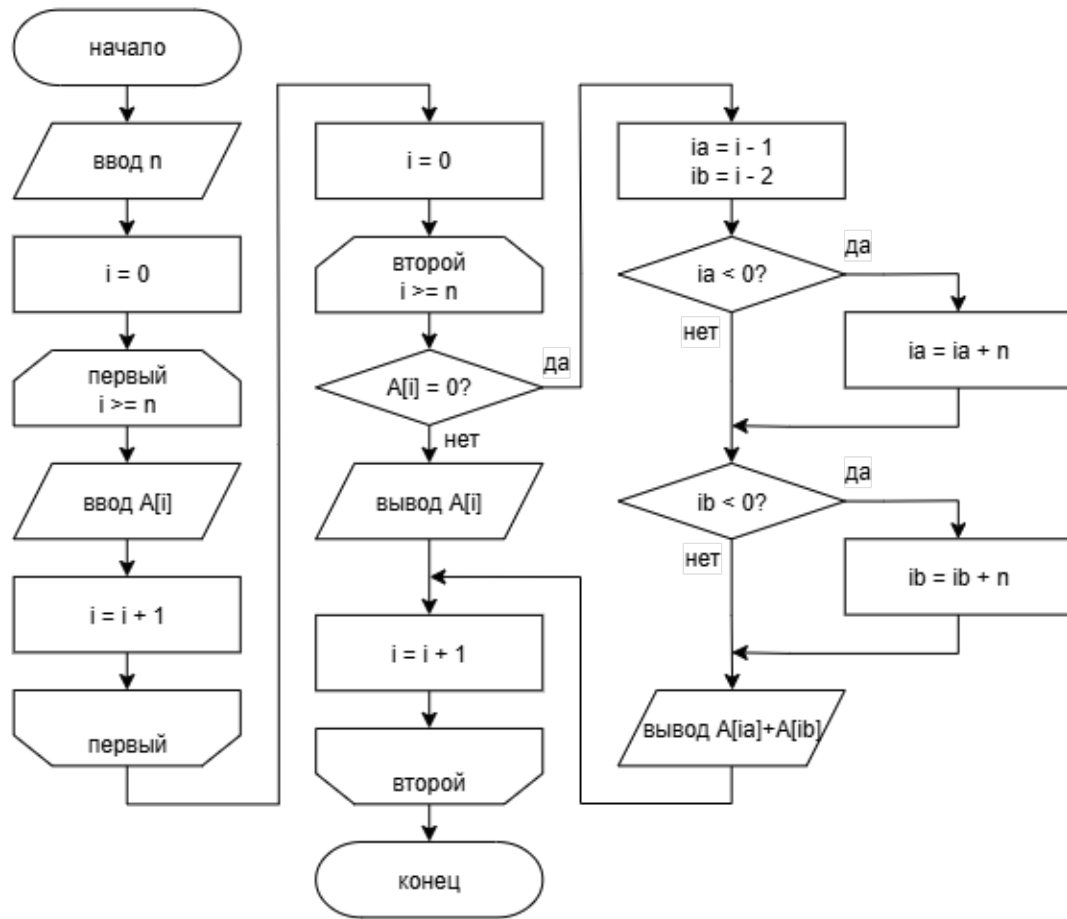 начало
ввод n
i = 0
первый
i >= n
ввод A[i]
i = i + 1
первый
i = 0
второй
i >= n
A[i] = 0?
да
нет
вывод A[i]
i = i + 1
второй
конец
ia = i - 1
ib = i - 2
ia < 0?
да
нет
ia = ia + n
ib < 0?
да
нет
ib = ib + n
вывод A[ia]+A[ib]